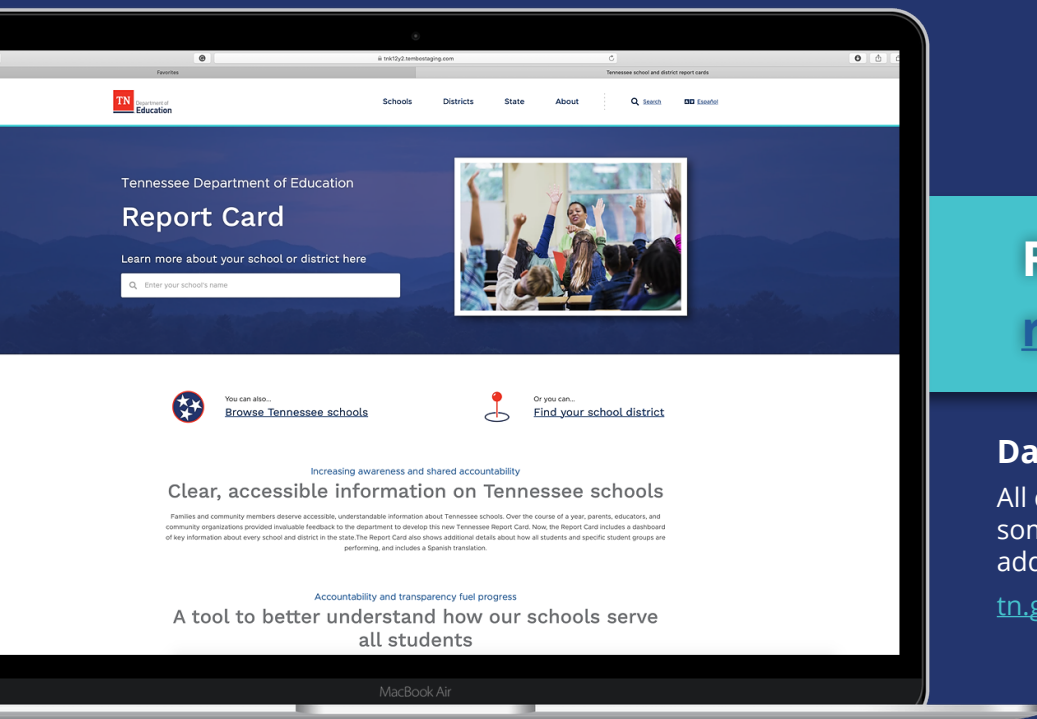 tnk12y2.tembostaging.com
Favorites
Tennessee school and district report cards
TN
Department of
Education
Schools
Districts
State
About
Search
Español
Tennessee Department of Education
Report Card
Learn more about your school or district here
Enter your school's name
You can also...
Browse Tennessee schools
Or you can...
Find your school district
Increasing awareness and shared accountability
Clear, accessible information on Tennessee schools
Families and community members deserve accessible, understandable information about Tennessee schools. Over the course of a year, parents, educators, and
community organizations provided invaluable feedback to the department to develop this new Tennessee Report Card. Now, the Report Card includes a dashboard
of key information about every school and district in the state.The Report Card also shows additional details about how all students and specific student groups are
performing, and includes a Spanish translation.
Accountability and transparency fuel progress
A tool to better understand how our schools serve
all students
MacBook Air
All